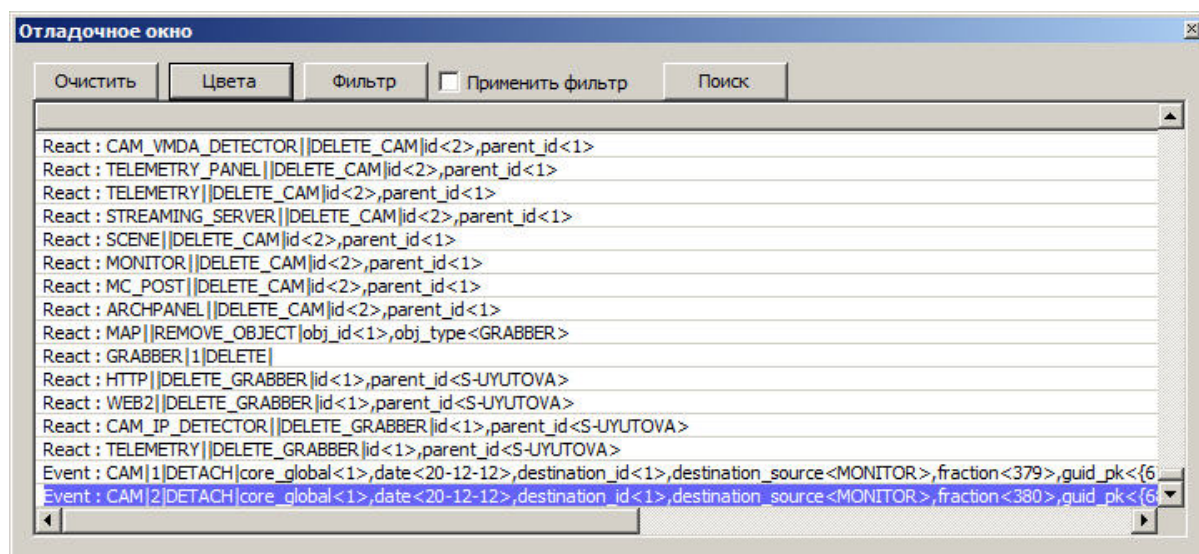 Отладочное окно
Очистить Цвета Фильтр Применить фильтр Поиск
React : CAM_VMDA_DETECTOR||DELETE_CAM|id<2>,parent_id<1>
React : TELEMETRY_PANEL||DELETE_CAM|id<2>,parent_id<1>
React : TELEMETRY||DELETE_CAM|id<2>,parent_id<1>
React : STREAMING_SERVER||DELETE_CAM|id<2>,parent_id<1>
React : SCENE||DELETE_CAM|id<2>,parent_id<1>
React : MONITOR||DELETE_CAM|id<2>,parent_id<1>
React : MC_POST||DELETE_CAM|id<2>,parent_id<1>
React : ARCHPANEL||DELETE_CAM|id<2>,parent_id<1>
React : MAP||REMOVE_OBJECT|obj_id<1>,obj_type<GRABBER>
React : GRABBER|1|DELETE|
React : HTTP||DELETE_GRABBER|id<1>,parent_id<S-UYUTOVA>
React : WEB2||DELETE_GRABBER|id<1>,parent_id<S-UYUTOVA>
React : CAM_IP_DETECTOR||DELETE_GRABBER|id<1>,parent_id<S-UYUTOVA>
React : TELEMETRY||DELETE_GRABBER|id<1>,parent_id<S-UYUTOVA>
Event : CAM|1|DETACH|core_global<1>,date<20-12-12>,destination_id<1>,destination_source<MONITOR>,fraction<379>,guid_pk<{6
Event : CAM|2|DETACH|core_global<1>,date<20-12-12>,destination_id<1>,destination_source<MONITOR>,fraction<380>,guid_pk<{68